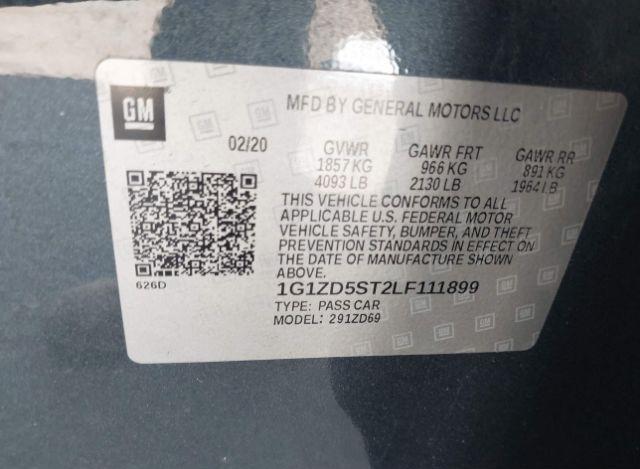 GM
MFD BY GENERAL MOTORS LLC
02/20
GVWR GAWR FRT GAWR RR
1857 KG 966 KG 891 KG
4093 LB 2130 LB 1964 LB
THIS VEHICLE CONFORMS TO ALL
APPLICABLE U.S. FEDERAL MOTOR
VEHICLE SAFETY, BUMPER, AND THEFT
PREVENTION STANDARDS IN EFFECT ON
THE DATE OF MANUFACTURE SHOWN
ABOVE.
626D
1G1ZD5ST2LF111899
TYPE: PASS CAR
MODEL: 291ZD69